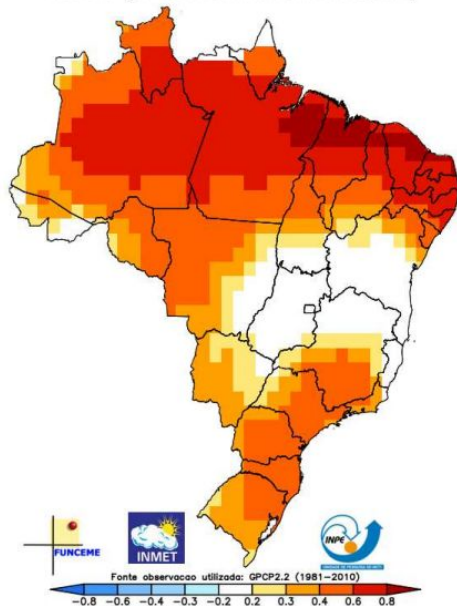 FUNCEME
INMET
INPE
Fonte observacao utilizada: GPCP2.2 (1981-2010)
-0.8 -0.6 -0.4 -0.3 -0.2 0.2 0.3 0.4 0.6 0.8